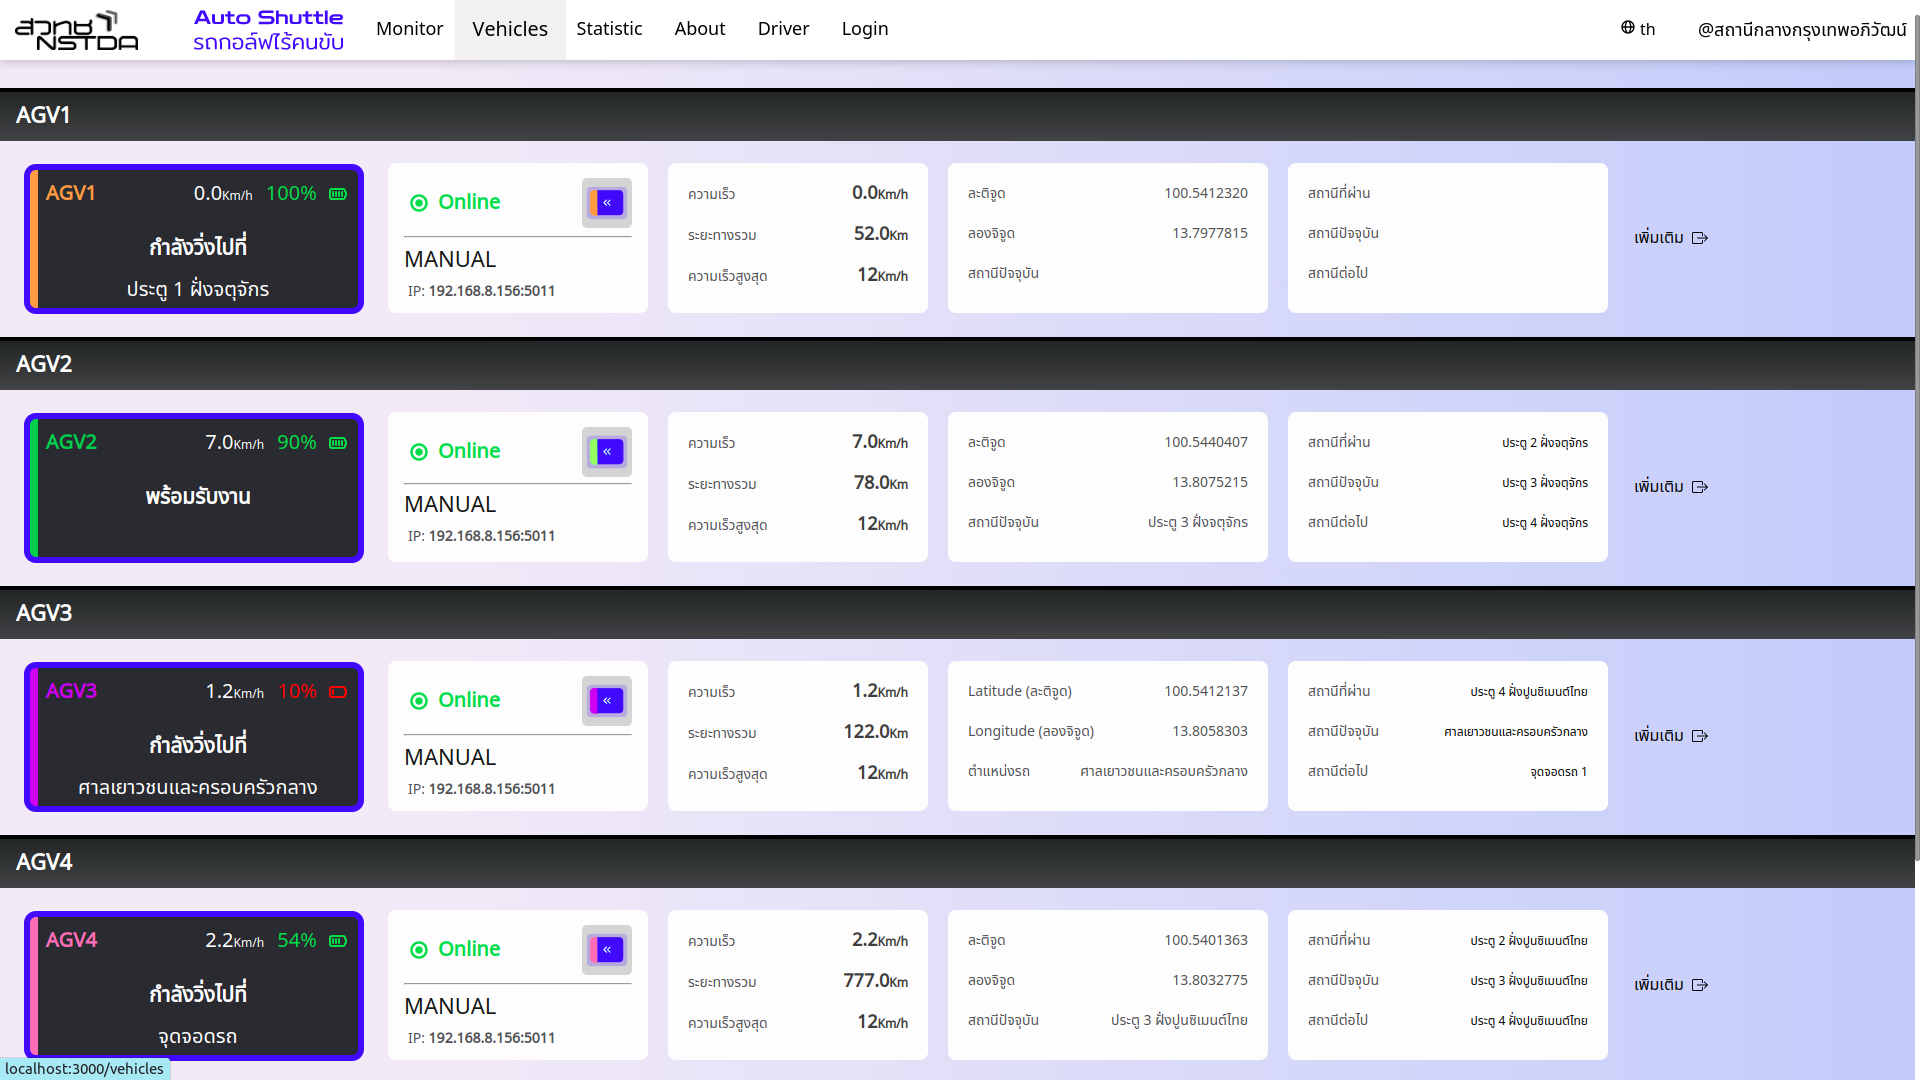 สวทช NSTDA
Auto Shuttle
รถกอล์ฟไร้คนขับ
Monitor Vehicles Statistic About Driver Login th @สถานีกลางกรุงเทพอภิวัฒน์
AGV1
AGV1 0.0Km/h 100%
กำลังวิ่งไปที่
ประตู 1 ฝั่งจตุจักร
Online
MANUAL
IP: 192.168.8.156:5011
ความเร็ว 0.0Km/h
ระยะทางรวม 52.0Km
ความเร็วสูงสุด 12Km/h
ละติจูด 100.5412320
ลองจิจูด 13.7977815
สถานีปัจจุบัน
สถานีที่ผ่าน
สถานีปัจจุบัน
สถานีต่อไป
เพิ่มเติม
AGV2
AGV2 7.0Km/h 90%
พร้อมรับงาน
Online
MANUAL
IP: 192.168.8.156:5011
ความเร็ว 7.0Km/h
ระยะทางรวม 78.0Km
ความเร็วสูงสุด 12Km/h
ละติจูด 100.5440407
ลองจิจูด 13.8075215
สถานีปัจจุบัน ประตู 3 ฝั่งจตุจักร
สถานีที่ผ่าน ประตู 2 ฝั่งจตุจักร
สถานีปัจจุบัน ประตู 3 ฝั่งจตุจักร
สถานีต่อไป ประตู 4 ฝั่งจตุจักร
เพิ่มเติม
AGV3
AGV3 1.2Km/h 10%
กำลังวิ่งไปที่
ศาลเยาวชนและครอบครัวกลาง
Online
MANUAL
IP: 192.168.8.156:5011
ความเร็ว 1.2Km/h
ระยะทางรวม 122.0Km
ความเร็วสูงสุด 12Km/h
Latitude (ละติจูด) 100.5412137
Longitude (ลองจิจูด) 13.8058303
ตำแหน่งรถ ศาลเยาวชนและครอบครัวกลาง
สถานีที่ผ่าน ประตู 4 ฝั่งปูนซิเมนต์ไทย
สถานีปัจจุบัน ศาลเยาวชนและครอบครัวกลาง
สถานีต่อไป จุดจอดรถ 1
เพิ่มเติม
AGV4
AGV4 2.2Km/h 54%
กำลังวิ่งไปที่
จุดจอดรถ
Online
MANUAL
IP: 192.168.8.156:5011
ความเร็ว 2.2Km/h
ระยะทางรวม 777.0Km
ความเร็วสูงสุด 12Km/h
ละติจูด 100.5401363
ลองจิจูด 13.8032775
สถานีปัจจุบัน ประตู 3 ฝั่งปูนซิเมนต์ไทย
สถานีที่ผ่าน ประตู 2 ฝั่งปูนซิเมนต์ไทย
สถานีปัจจุบัน ประตู 3 ฝั่งปูนซิเมนต์ไทย
สถานีต่อไป ประตู 4 ฝั่งปูนซิเมนต์ไทย
เพิ่มเติม
localhost:3000/vehicles